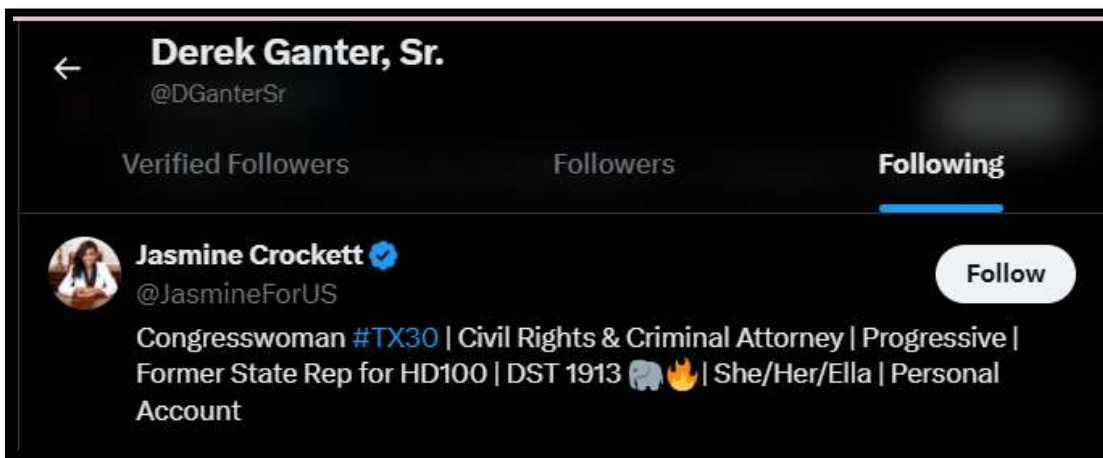 Derek Ganter, Sr.
@DGanterSr
Verified Followers Followers Following
Jasmine Crockett
@JasmineForUS
Follow
Congresswoman #TX30 | Civil Rights & Criminal Attorney | Progressive |
Former State Rep for HD100 | DST 1913 🐘🔥| She/Her/Ella | Personal
Account